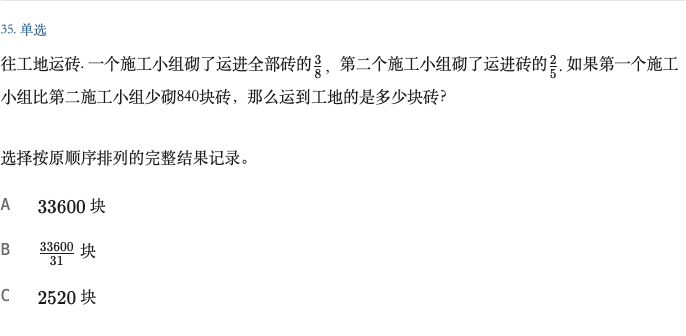 35. 单选
往工地运砖. 一个施工小组砌了运进全部砖的\frac{3}{8}，第二个施工小组砌了运进砖的\frac{2}{5}. 如果第一个施工
小组比第二施工小组少砌840块砖，那么运到工地的是多少块砖?
选择按原顺序排列的完整结果记录。
A 33600 块
B \frac{33600}{31} 块
C 2520 块